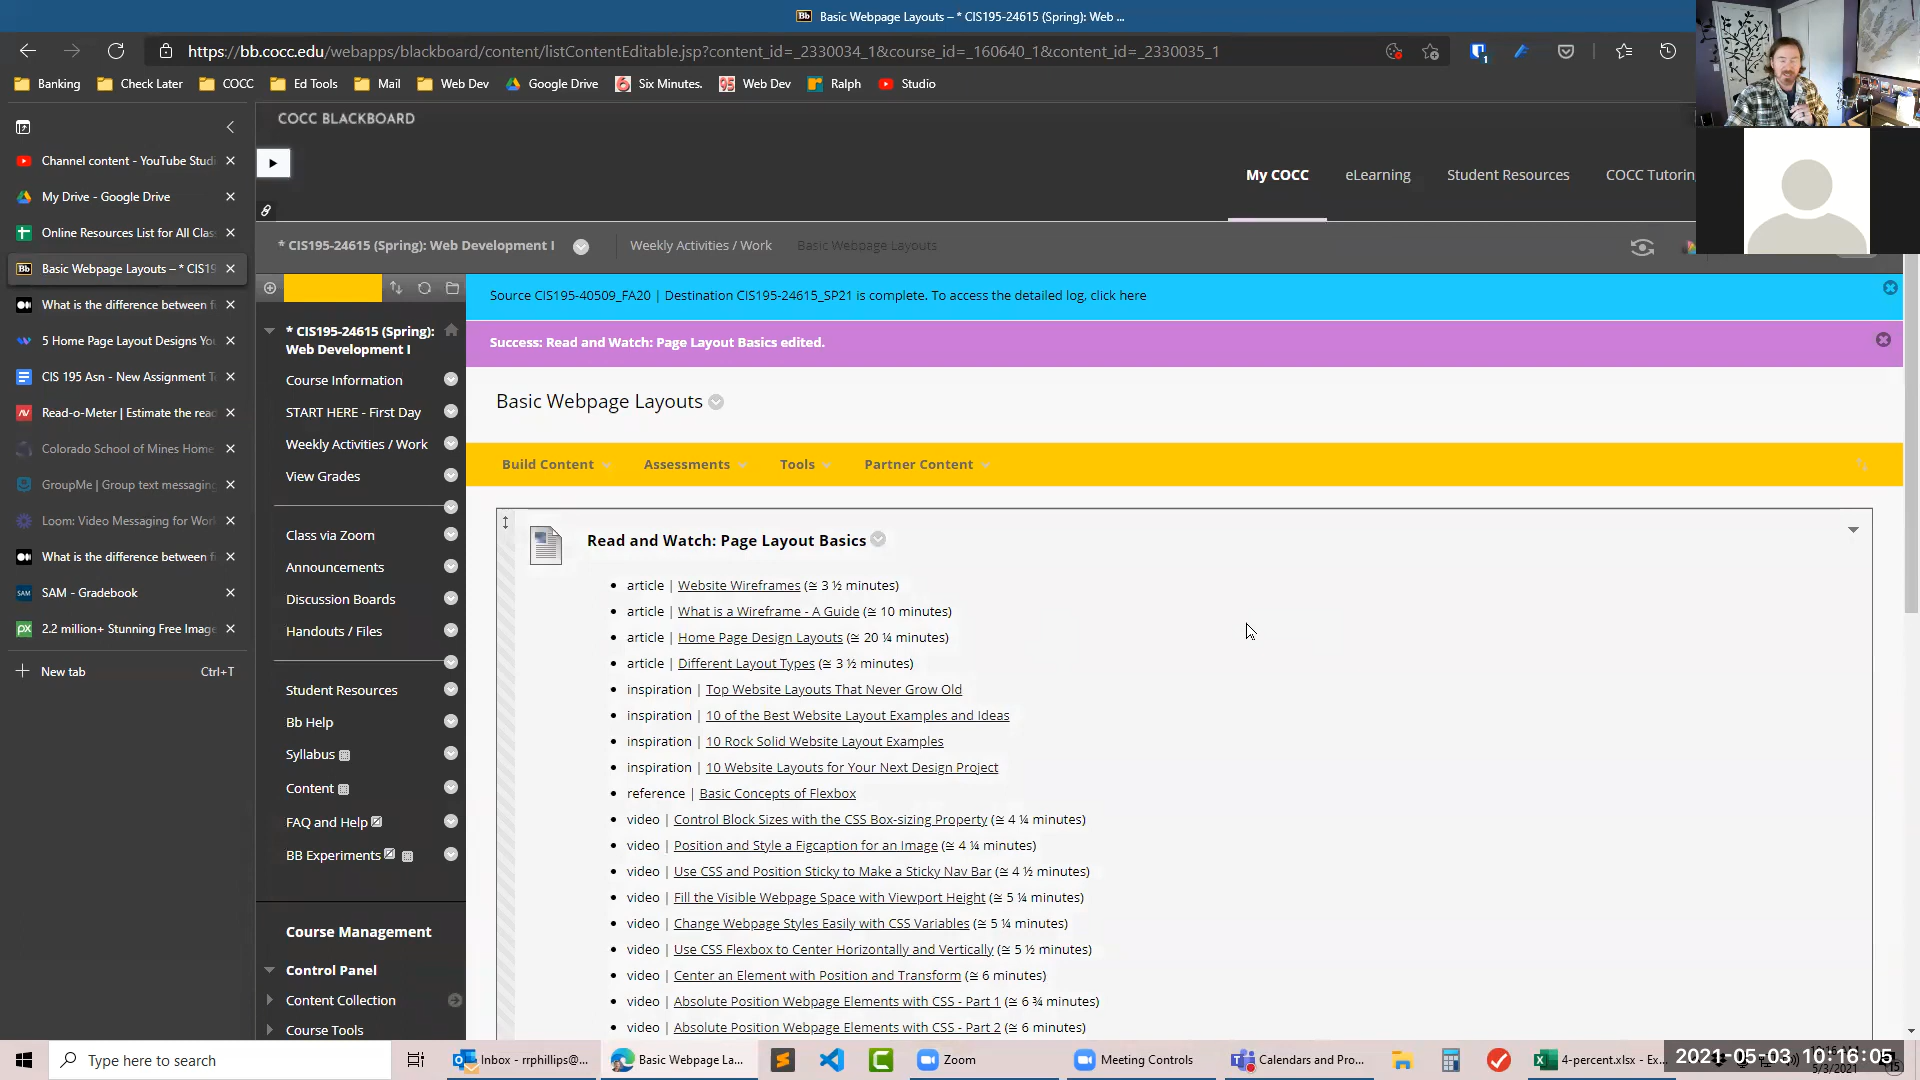 Basic Webpage Layouts – * CIS195-24615 (Spring): Web ...
https://bb.cocc.edu/webapps/blackboard/content/listContentEditable.jsp?content_id=_2330034_1&course_id=_160640_1&content_id=_2330035_1
Banking Check Later COCC Ed Tools Mail Web Dev Google Drive Six Minutes. Web Dev Ralph Studio
Channel content - YouTube Studi
My Drive - Google Drive
Online Resources List for All Clas
Basic Webpage Layouts – * CIS19
What is the difference between fi
5 Home Page Layout Designs You
CIS 195 Asn - New Assignment T
Read-o-Meter | Estimate the read
Colorado School of Mines Home
GroupMe | Group text messaging
Loom: Video Messaging for Wor
What is the difference between fi
SAM - Gradebook
2.2 million+ Stunning Free Image
New tab Ctrl+T
COCC BLACKBOARD
My COCC eLearning Student Resources COCC Tutorin
* CIS195-24615 (Spring): Web Development I Weekly Activities / Work Basic Webpage Layouts
* CIS195-24615 (Spring):
Web Development I
Course Information
START HERE - First Day
Weekly Activities / Work
View Grades
Class via Zoom
Announcements
Discussion Boards
Handouts / Files
Student Resources
Bb Help
Syllabus
Content
FAQ and Help
BB Experiments
Course Management
Control Panel
Content Collection
Course Tools
Source CIS195-40509_FA20 | Destination CIS195-24615_SP21 is complete. To access the detailed log, click here
Success: Read and Watch: Page Layout Basics edited.
Basic Webpage Layouts
Build Content Assessments Tools Partner Content
Read and Watch: Page Layout Basics
• article | Website Wireframes (≅ 3 ½ minutes)
• article | What is a Wireframe - A Guide (≅ 10 minutes)
• article | Home Page Design Layouts (≅ 20 ¼ minutes)
• article | Different Layout Types (≅ 3 ½ minutes)
• inspiration | Top Website Layouts That Never Grow Old
• inspiration | 10 of the Best Website Layout Examples and Ideas
• inspiration | 10 Rock Solid Website Layout Examples
• inspiration | 10 Website Layouts for Your Next Design Project
• reference | Basic Concepts of Flexbox
• video | Control Block Sizes with the CSS Box-sizing Property (≅ 4 ¼ minutes)
• video | Position and Style a Figcaption for an Image (≅ 4 ¼ minutes)
• video | Use CSS and Position Sticky to Make a Sticky Nav Bar (≅ 4 ½ minutes)
• video | Fill the Visible Webpage Space with Viewport Height (≅ 5 ¼ minutes)
• video | Change Webpage Styles Easily with CSS Variables (≅ 5 ¼ minutes)
• video | Use CSS Flexbox to Center Horizontally and Vertically (≅ 5 ½ minutes)
• video | Center an Element with Position and Transform (≅ 6 minutes)
• video | Absolute Position Webpage Elements with CSS - Part 1 (≅ 6 ¾ minutes)
• video | Absolute Position Webpage Elements with CSS - Part 2 (≅ 6 minutes)
Type here to search
Inbox - rrphillips@... Basic Webpage La... Zoom Meeting Controls Calendars and Pro... 4-percent.xlsx - Ex...
2021-05-03 10:16:05
5/3/2021